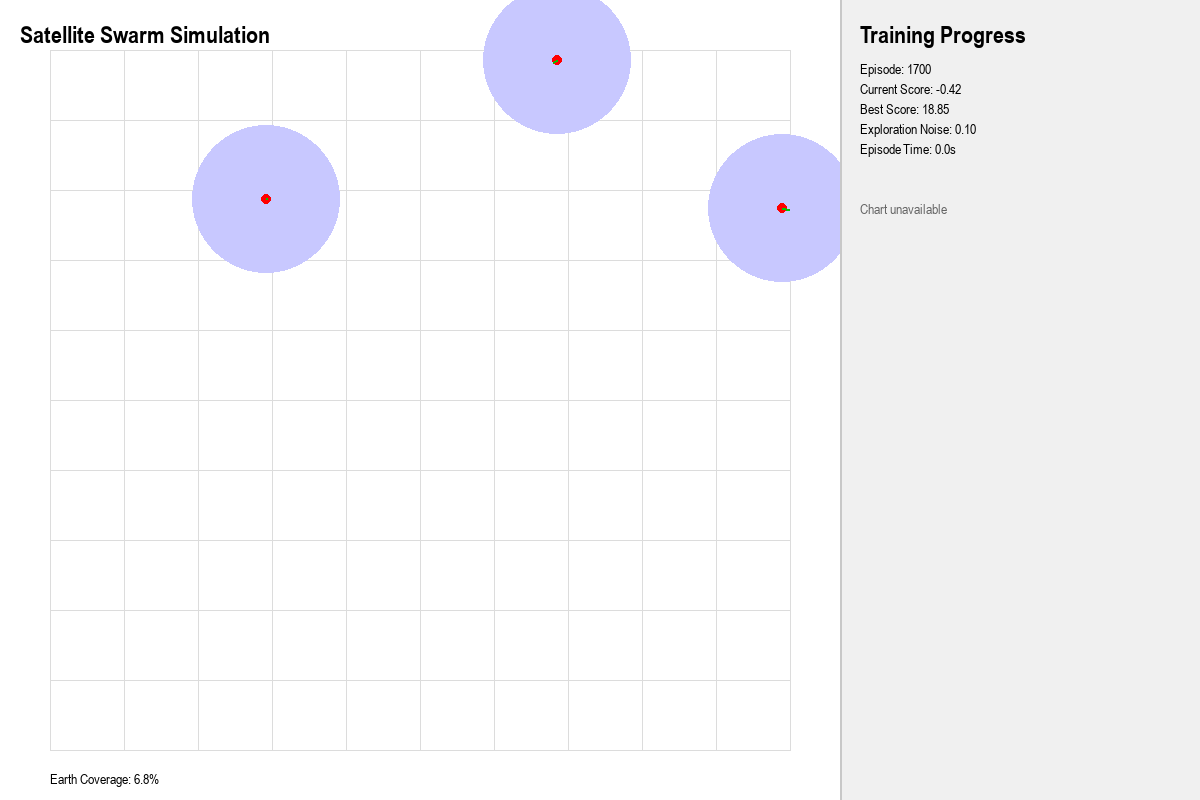 Satellite Swarm Simulation
Training Progress
Episode: 1700
Current Score: -0.42
Best Score: 18.85
Exploration Noise: 0.10
Episode Time: 0.0s
Chart unavailable
Earth Coverage: 6.8%